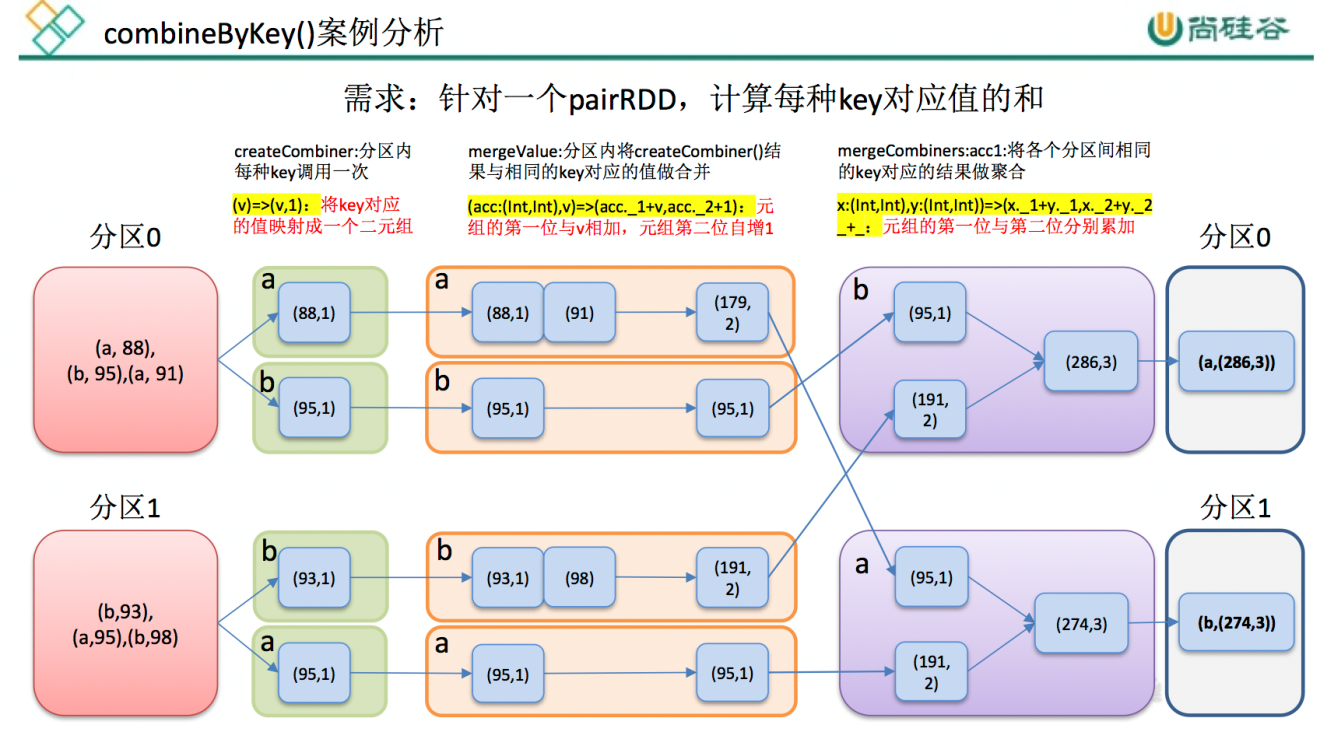 combineByKey()案例分析
尚硅谷
需求：针对一个pairRDD，计算每种key对应值的和
createCombiner:分区内
每种key调用一次
(v)=>(v,1)：将key对应
的值映射成一个二元组
mergeValue:分区内将createCombiner()结
果与相同的key对应的值做合并
(acc:(Int,Int),v)=>(acc._1+v,acc._2+1)：元
组的第一位与v相加，元组第二位自增1
mergeCombiners:acc1:将各个分区间相同
的key对应的结果做聚合
x:(Int,Int),y:(Int,Int))=>(x._1+y._1,x._2+y._2
_+_：元组的第一位与第二位分别累加
分区0
分区0
(a, 88),
(b, 95),(a, 91)
a
(88,1)
b
(95,1)
a
(88,1)
(91)
(179,
2)
b
(95,1)
(95,1)
b
(95,1)
(191,
2)
(286,3)
(a,(286,3))
分区1
分区1
(b,93),
(a,95),(b,98)
b
(93,1)
a
(95,1)
b
(93,1)
(98)
(191,
2)
a
(95,1)
(95,1)
a
(95,1)
(191,
2)
(274,3)
(b,(274,3))